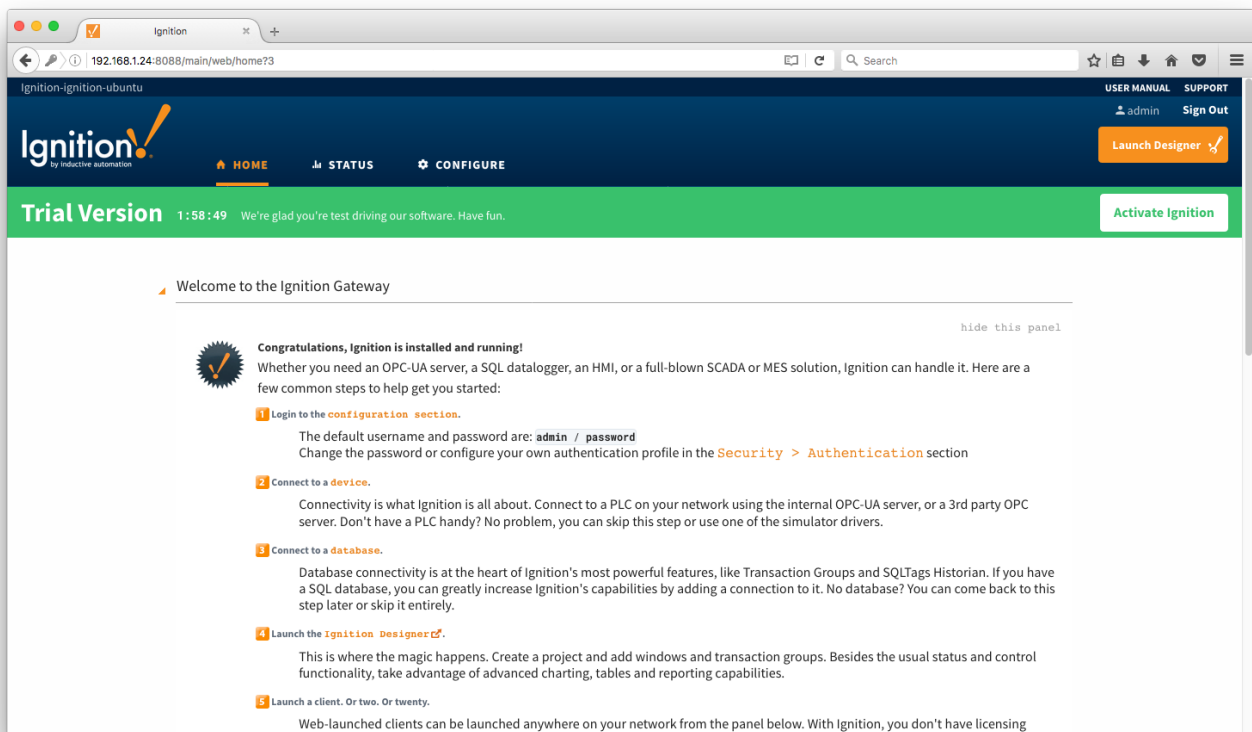 Ignition
192.168.1.24:8088/main/web/home?3
Search
Ignition-ignition-ubuntu
USER MANUAL SUPPORT
admin Sign Out
Ignition!
by inductive automation
HOME STATUS CONFIGURE
Launch Designer
Trial Version 1:58:49 We're glad you're test driving our software. Have fun.
Activate Ignition
Welcome to the Ignition Gateway
hide this panel
Congratulations, Ignition is installed and running!
Whether you need an OPC-UA server, a SQL datalogger, an HMI, or a full-blown SCADA or MES solution, Ignition can handle it. Here are a
few common steps to help get you started:
1 Login to the configuration section.
The default username and password are: admin / password
Change the password or configure your own authentication profile in the Security > Authentication section
2 Connect to a device.
Connectivity is what Ignition is all about. Connect to a PLC on your network using the internal OPC-UA server, or a 3rd party OPC
server. Don't have a PLC handy? No problem, you can skip this step or use one of the simulator drivers.
3 Connect to a database.
Database connectivity is at the heart of Ignition's most powerful features, like Transaction Groups and SQLTags Historian. If you have
a SQL database, you can greatly increase Ignition's capabilities by adding a connection to it. No database? You can come back to this
step later or skip it entirely.
4 Launch the Ignition Designer.
This is where the magic happens. Create a project and add windows and transaction groups. Besides the usual status and control
functionality, take advantage of advanced charting, tables and reporting capabilities.
5 Launch a client. Or two. Or twenty.
Web-launched clients can be launched anywhere on your network from the panel below. With Ignition, you don't have licensing